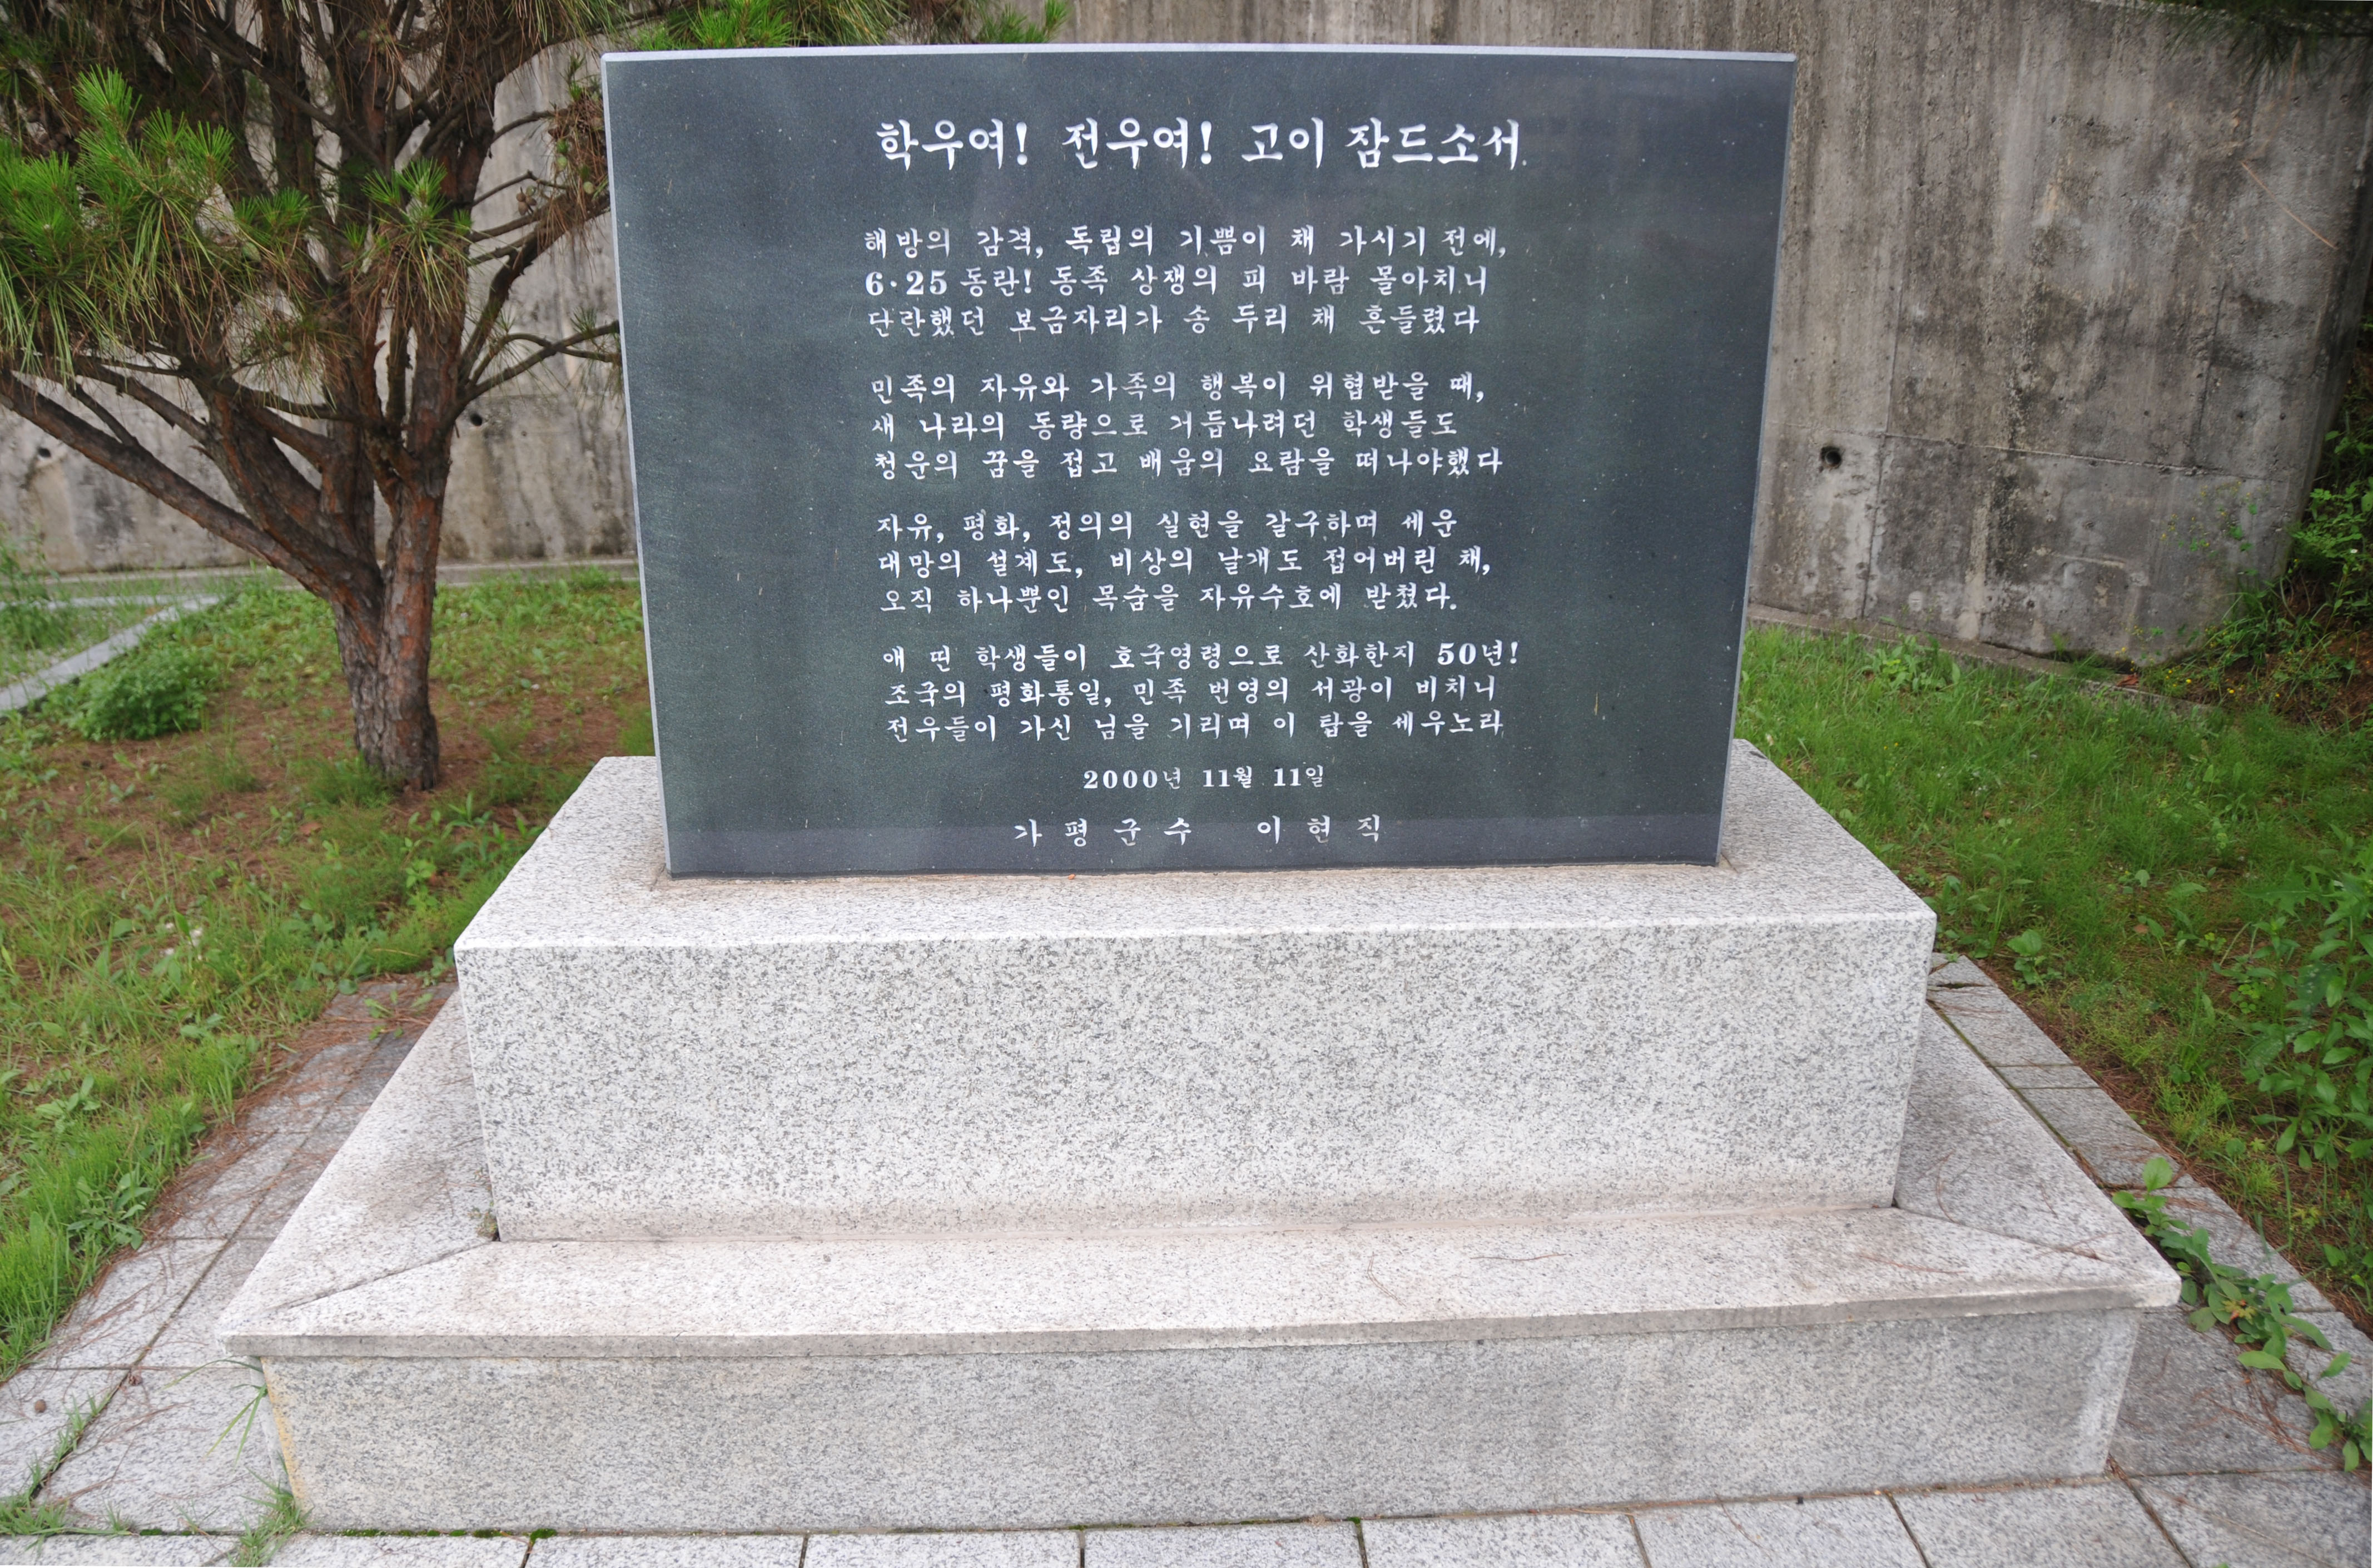 학우여! 전우여! 고이 잠드소서.
해방의 감격, 독립의 기쁨이 채 가시기 전에,
6·25 동란! 동족 상쟁의 피 바람 몰아치니
단란했던 보금자리가 송 두리 채 흔들렸다
민족의 자유와 가족의 행복이 위협받을 때,
새 나라의 동량으로 거듭나려던 학생들도
청운의 꿈을 접고 배움의 요람을 떠나야했다
자유, 평화, 정의의 실현을 갈구하며 세운
대망의 설계도, 비상의 날개도 접어버린 채,
오직 하나뿐인 목숨을 자유수호에 받쳤다.
애 띤 학생들이 호국영령으로 산화한지 50년!
조국의 평화통일, 민족 번영의 서광이 비치니
전우들이 가신 님을 기리며 이 탑을 세우노라
2000년 11월 11일
가평군수 이현직